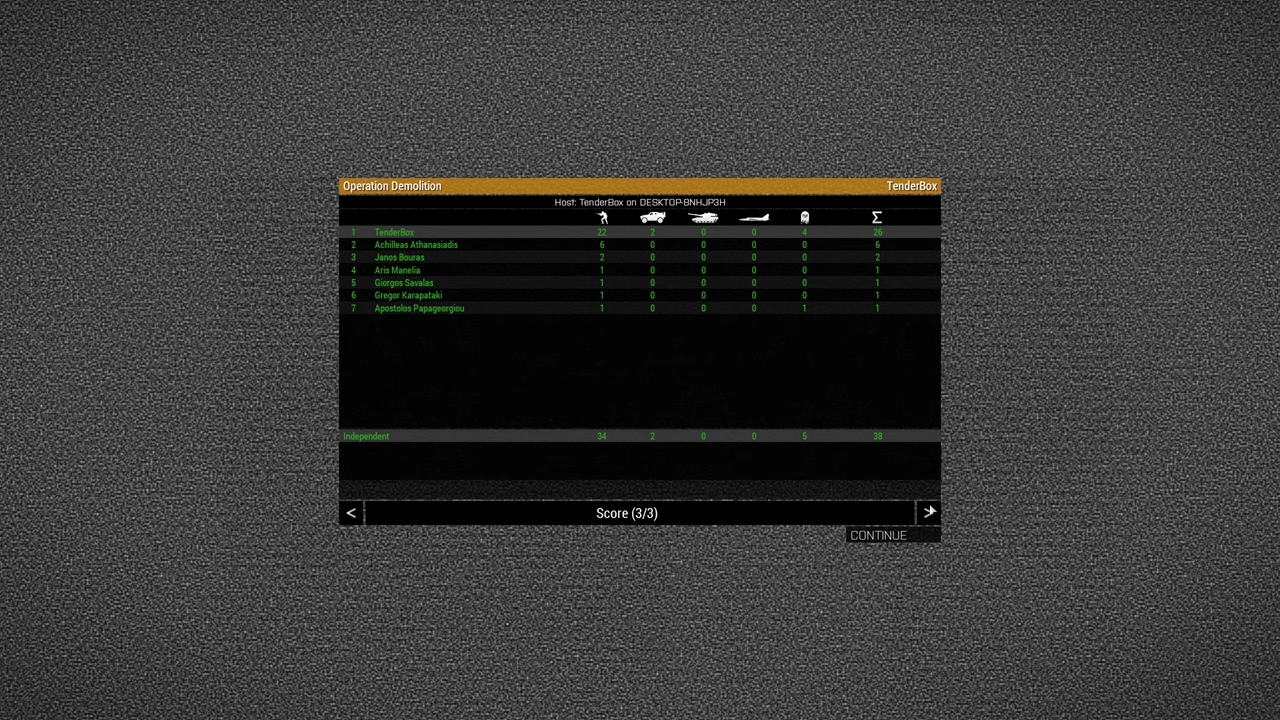 Operation Demolition TenderBox
Host: TenderBox on DESKTOP-8NHJP3H
Σ
1 TenderBox 22 2 0 0 4 26
2 Achilleas Athanasiadis 6 0 0 0 0 6
3 Janos Bouras 2 0 0 0 0 2
4 Aris Manelia 1 0 0 0 0 1
5 Giorgos Savalas 1 0 0 0 0 1
6 Gregor Karapataki 1 0 0 0 0 1
7 Apostolos Papageorgiou 1 0 0 0 1 1
Independent 34 2 0 0 5 38
< Score (3/3) >
CONTINUE